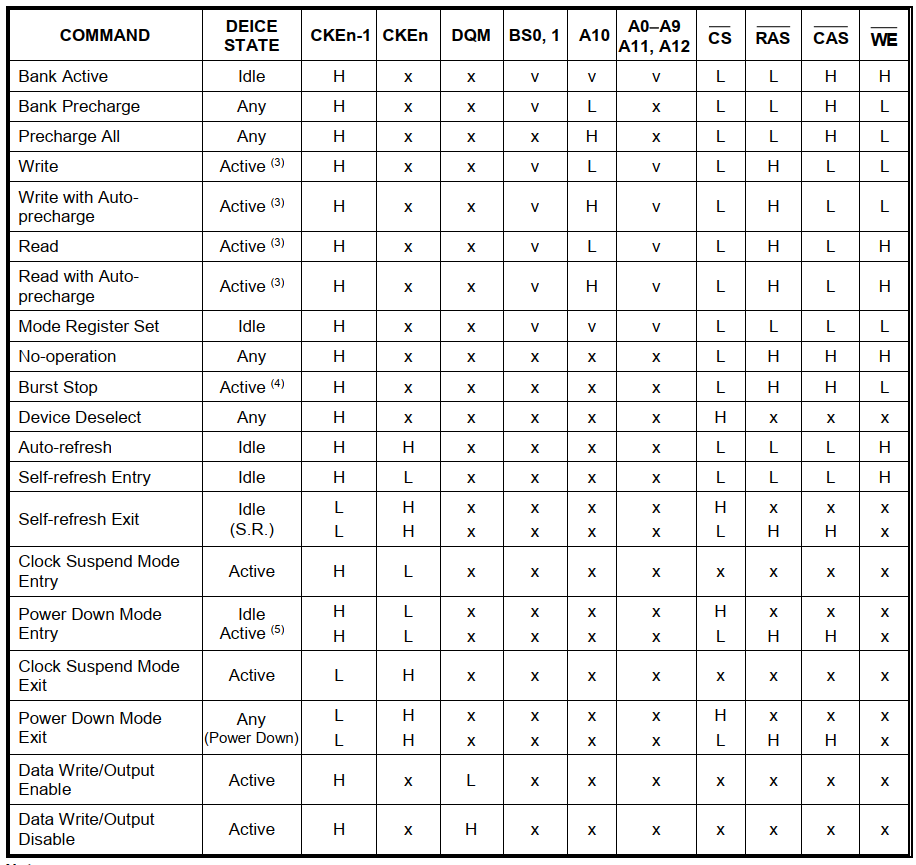 COMMAND DEICE STATE CKEn-1 CKEn DQM BS0, 1 A10 A0–A9 A11, A12 CS RAS CAS WE
Bank Active Idle H x x v v v L L H H
Bank Precharge Any H x x v L x L L H L
Precharge All Any H x x x H x L L H L
Write Active (3) H x x v L v L H L L
Write with Auto-
precharge Active (3) H x x v H v L H L L
Read Active (3) H x x v L v L H L H
Read with Auto-
precharge Active (3) H x x v H v L H L H
Mode Register Set Idle H x x v v v L L L L
No-operation Any H x x x x x L H H H
Burst Stop Active (4) H x x x x x L H H L
Device Deselect Any H x x x x x H x x x
Auto-refresh Idle H H x x x x L L L H
Self-refresh Entry Idle H L x x x x L L L H
Self-refresh Exit Idle L H x x x x H x x x
(S.R.) L H x x x x L H H x
Clock Suspend Mode
Entry Active H L x x x x x x x x
Power Down Mode Idle H L x x x x H x x x
Entry Active (5) H L x x x x L H H x
Clock Suspend Mode
Exit Active L H x x x x x x x x
Power Down Mode Any L H x x x x H x x x
Exit (Power Down) L H x x x x L H H x
Data Write/Output
Enable Active H x L x x x x x x x
Data Write/Output
Disable Active H x H x x x x x x x